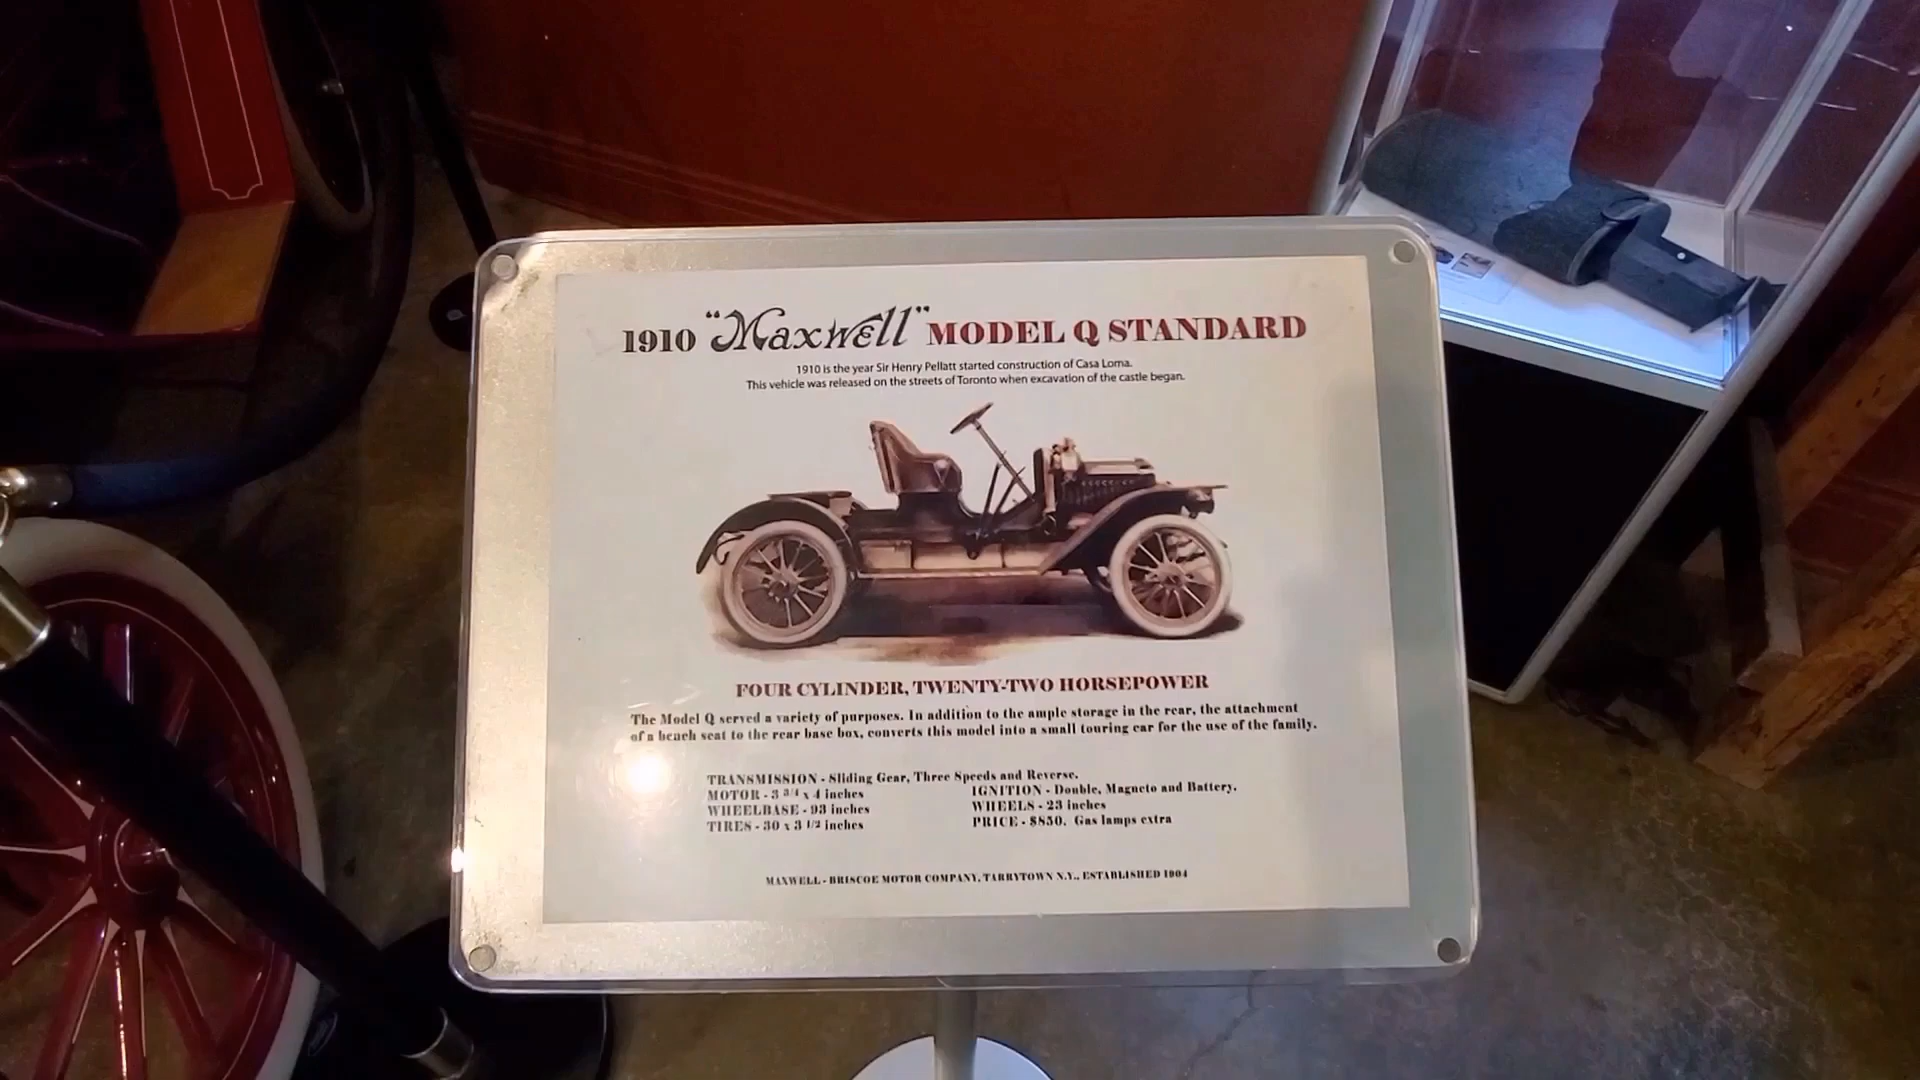 1910 "Maxwell" MODEL Q STANDARD
1910 is the year Sir Henry Pellatt started construction of Casa Loma.
This vehicle was released on the streets of Toronto when excavation of the castle began.
FOUR CYLINDER, TWENTY-TWO HORSEPOWER
The Model Q served a variety of purposes. In addition to the ample storage in the rear, the attachment
of a beach seat to the rear base box, converts this model into a small touring car for the use of the family.
TRANSMISSION - Sliding Gear, Three Speeds and Reverse.
MOTOR - 3 3/4 x 4 inches
WHEELBASE - 93 inches
TIRES - 30 x 3 1/2 inches
IGNITION - Double, Magneto and Battery.
WHEELS - 23 inches
PRICE - $850. Gas lamps extra
MAXWELL - BRISCOE MOTOR COMPANY, TARRYTOWN N.Y., ESTABLISHED 1904